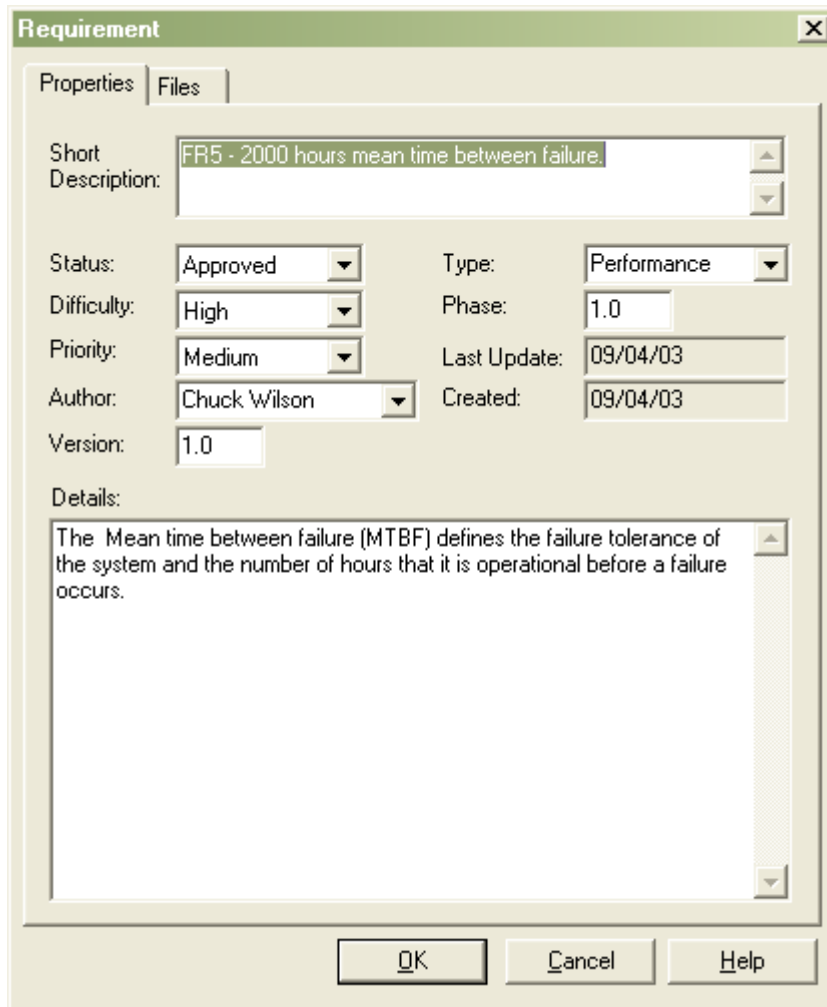 Requirement
Properties Files
Short
Description:
FR5 - 2000 hours mean time between failure.
Status: Approved Type: Performance
Difficulty: High Phase: 1.0
Priority: Medium Last Update: 09/04/03
Author: Chuck Wilson Created: 09/04/03
Version: 1.0
Details:
The  Mean time between failure (MTBF) defines the failure tolerance of
the system and the number of hours that it is operational before a failure
occurs.
OK Cancel Help